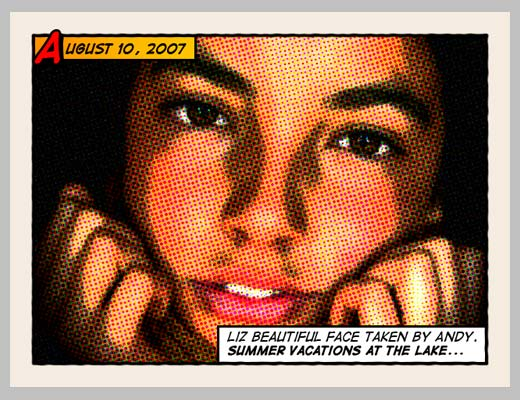 AUGUST 10, 2007
LIZ BEAUTIFUL FACE TAKEN BY ANDY.
SUMMER VACATIONS AT THE LAKE...